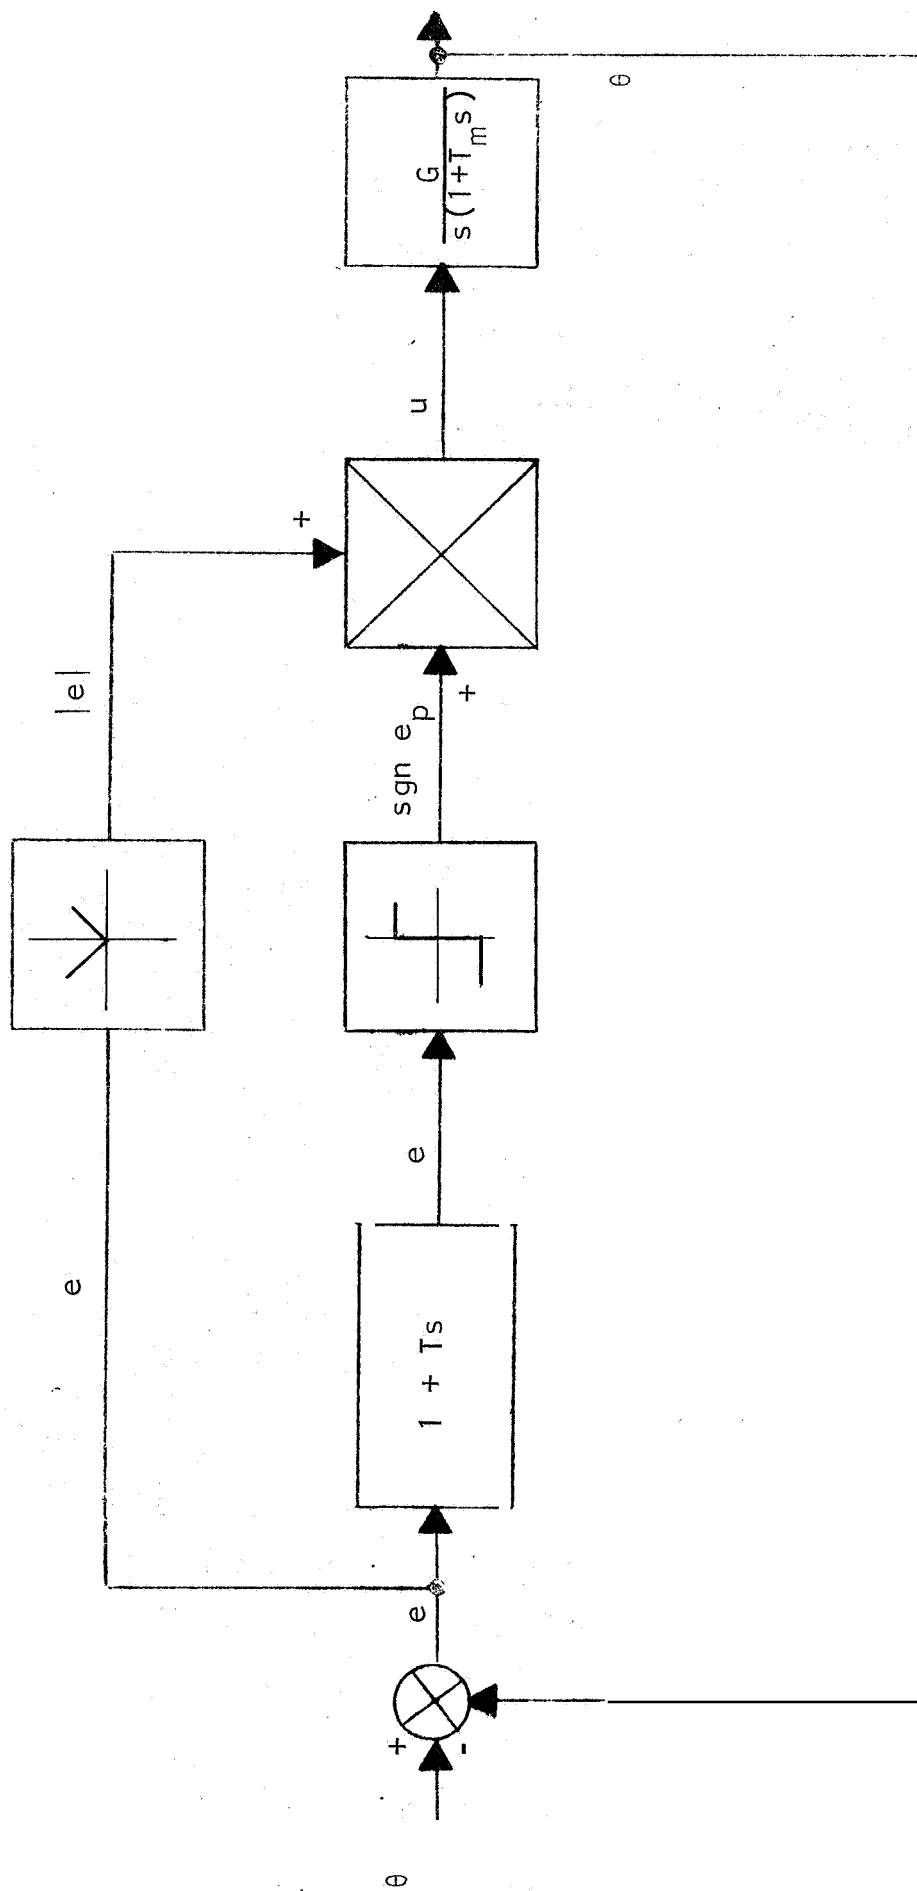 θ
+
-
e
e
1 + Ts
e
|e|
sgn e_p
+
+
u
G
s(1+T_m s)
θ